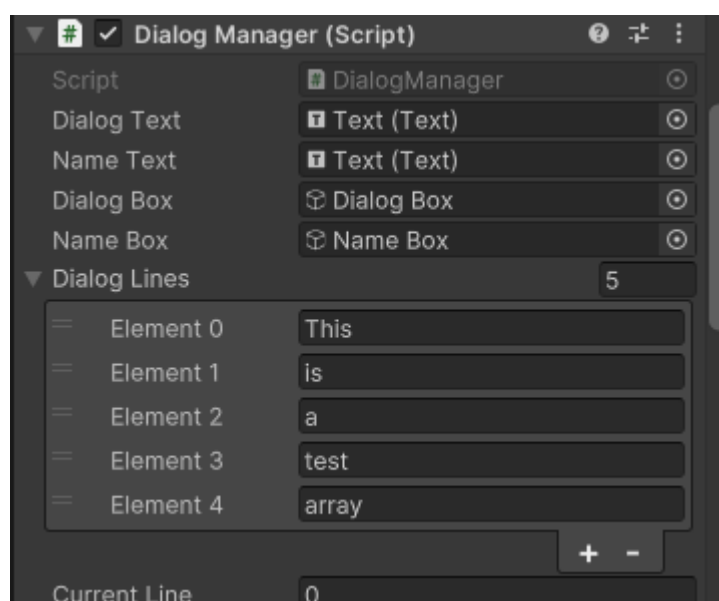 Dialog Manager (Script)
Script DialogManager
Dialog Text Text (Text)
Name Text Text (Text)
Dialog Box Dialog Box
Name Box Name Box
Dialog Lines 5
Element 0 This
Element 1 is
Element 2 a
Element 3 test
Element 4 array
+ -
Current Line 0